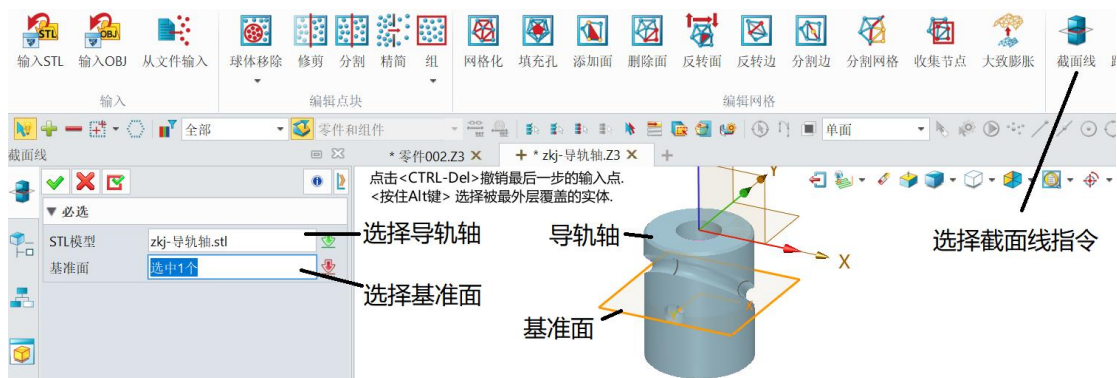 STL OBJ
输入STL 输入OBJ 从文件输入 球体移除 修剪 分割 精简 组 网格化 填充孔 添加面 删除面 反转面 反转边 分割边 分割网格 收集节点 大致膨胀 截面线
输入 编辑点块 编辑网格
全部 零件和组件 单面
截面线 * 零件002.Z3 * zkj-导轨轴.Z3
点击<CTRL-Del>撤销最后一步的输入点.
<按住Alt键> 选择被最外层覆盖的实体.
必选
STL模型 zkj-导轨轴.stl
基准面 选中1个
选择导轨轴
选择基准面
导轨轴
基准面
Y
X
选择截面线指令